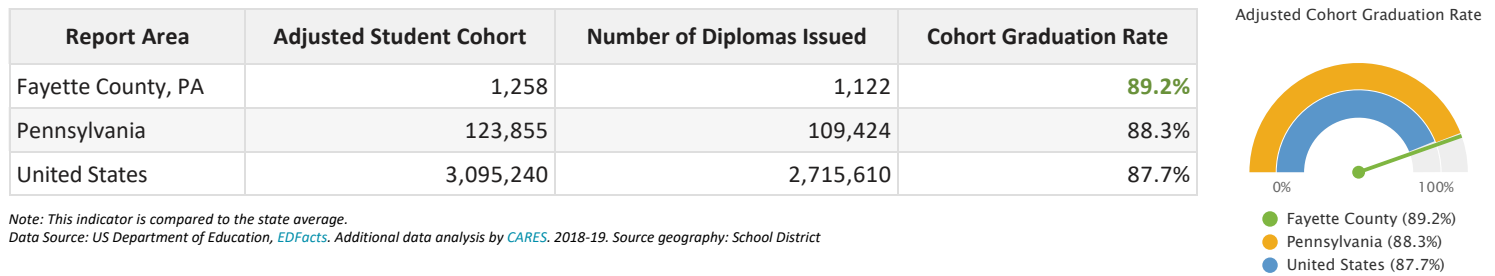 Report Area Adjusted Student Cohort Number of Diplomas Issued Cohort Graduation Rate
Fayette County, PA 1,258 1,122 89.2%
Pennsylvania 123,855 109,424 88.3%
United States 3,095,240 2,715,610 87.7%
Note: This indicator is compared to the state average.
Data Source: US Department of Education, EDFacts. Additional data analysis by CARES. 2018-19. Source geography: School District
Adjusted Cohort Graduation Rate
0% 100%
Fayette County (89.2%)
Pennsylvania (88.3%)
United States (87.7%)